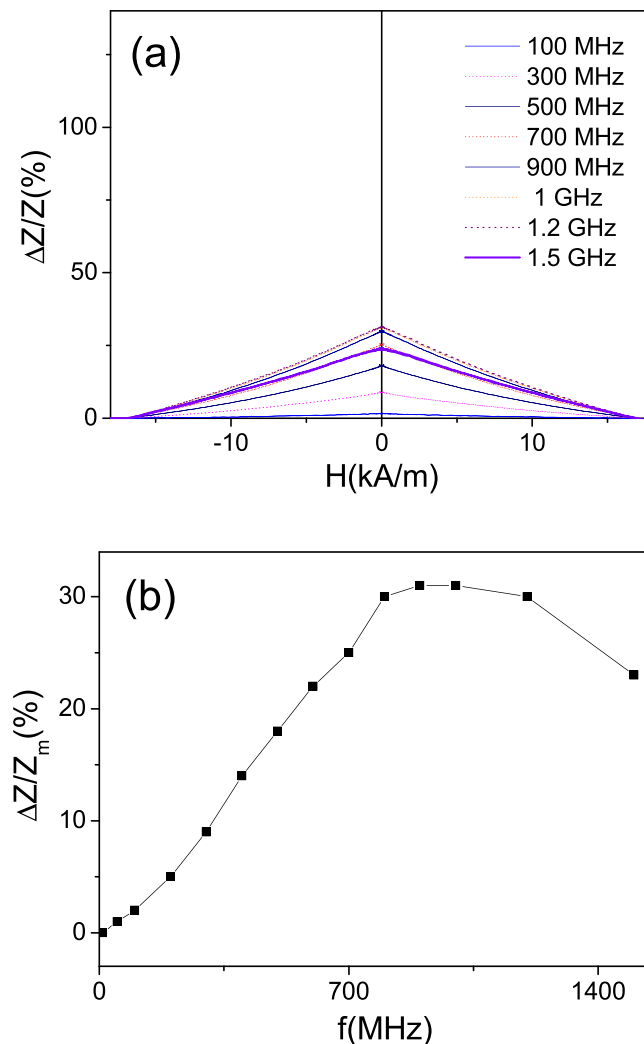 (a)
100 MHz
300 MHz
500 MHz
700 MHz
900 MHz
1 GHz
1.2 GHz
1.5 GHz
ΔZ/Z(%)
100
50
0
-10 0 10
H(kA/m)
(b)
ΔZ/Zm(%)
30
20
10
0
0 700 1400
f(MHz)